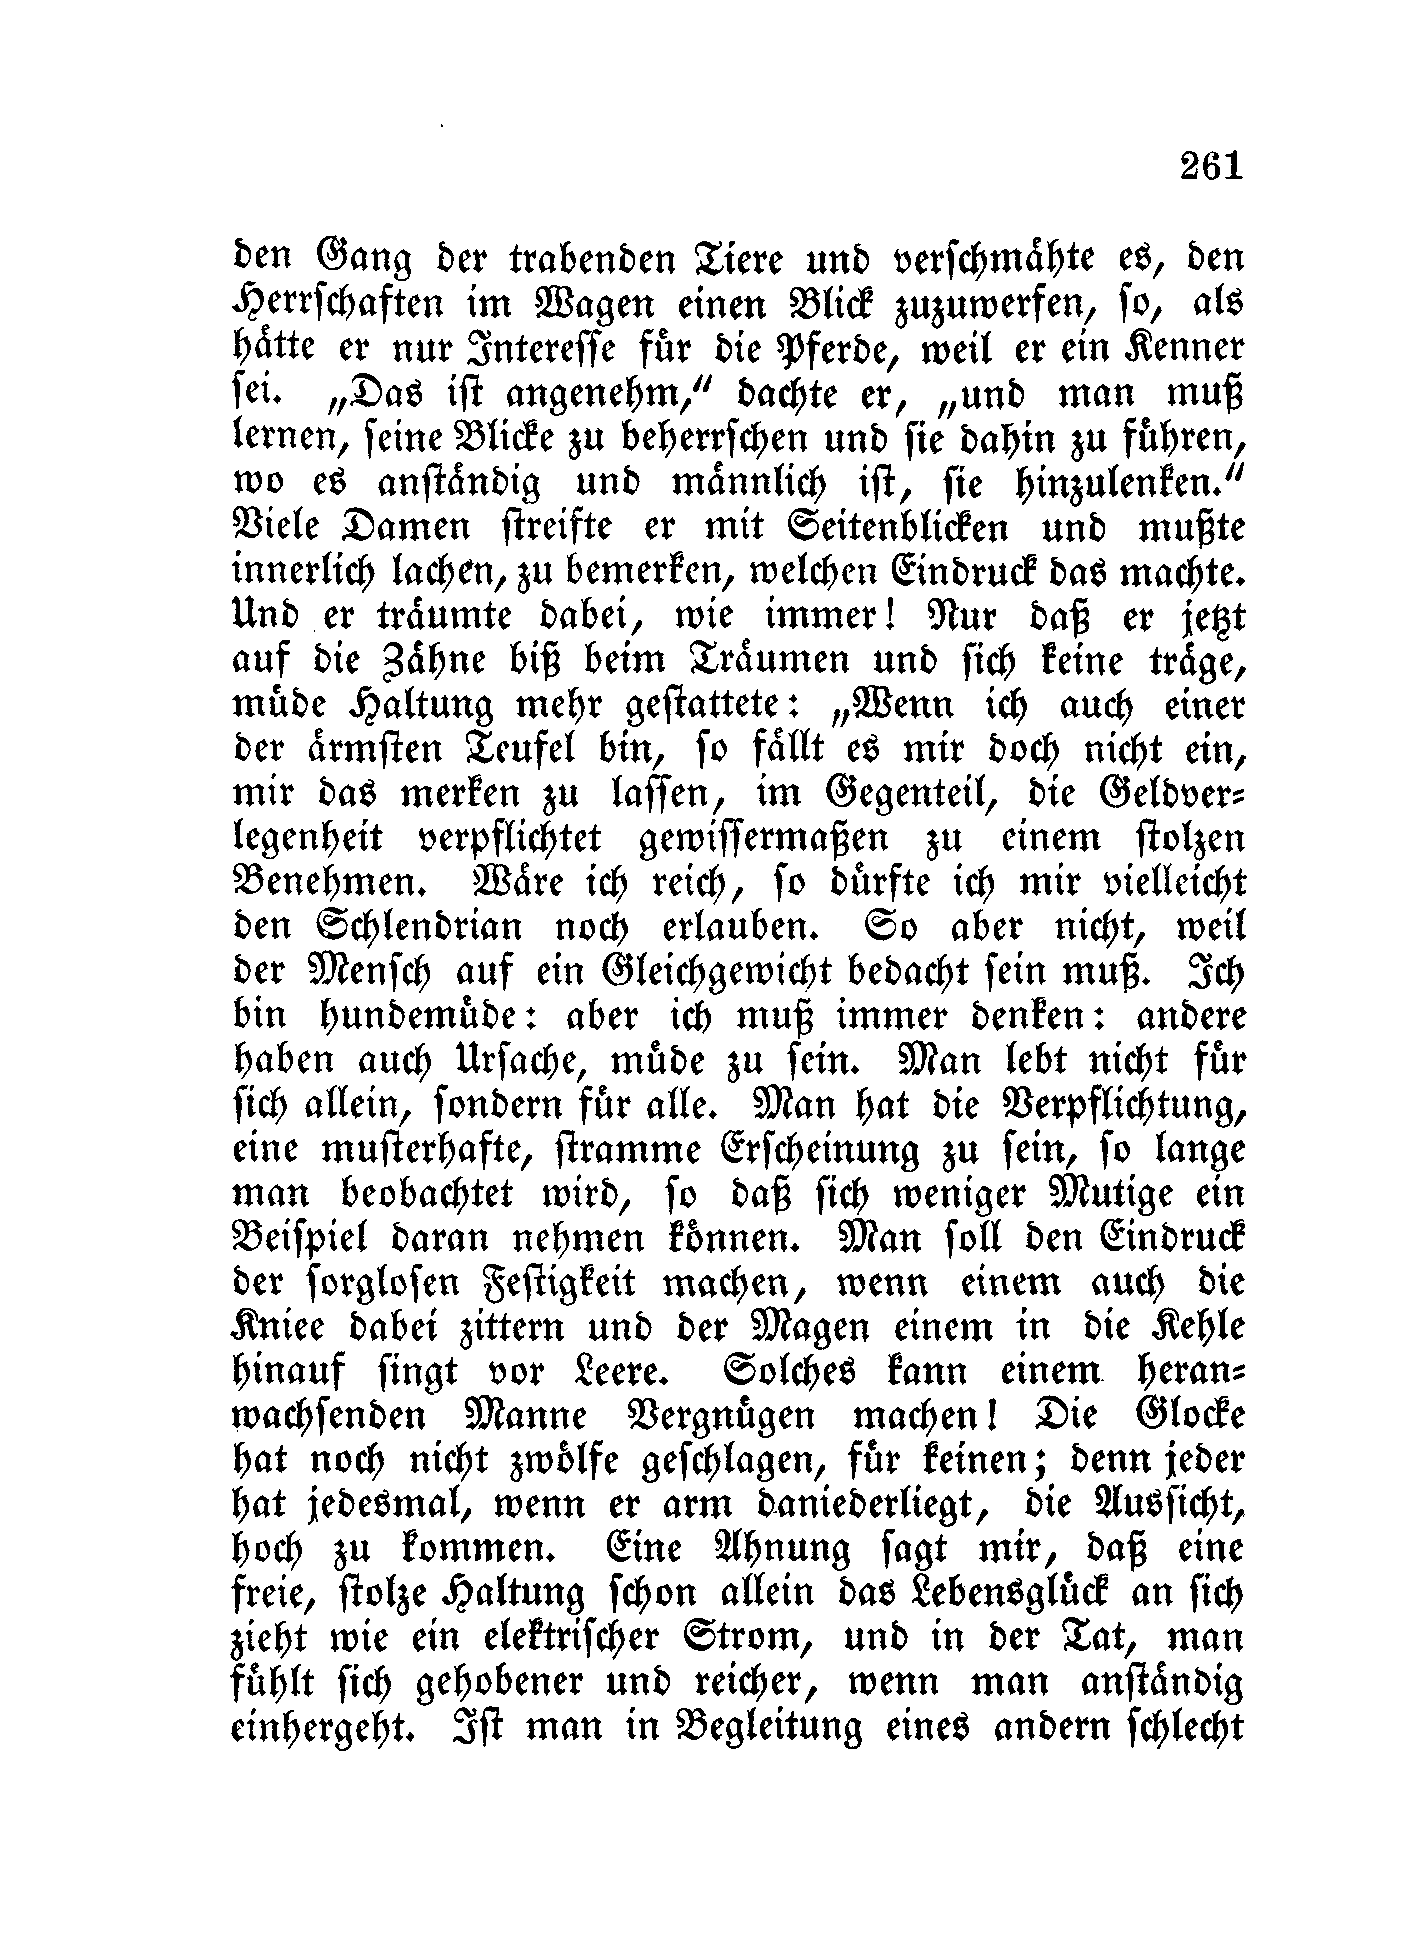 261
den Gang der trabenden Tiere und verschmähte es, den
Herrschaften im Wagen einen Blick zuzuwerfen, so, als
hätte er nur Interesse für die Pferde, weil er ein Kenner
sei. „Das ist angenehm,“ dachte er, „und man muß
lernen, seine Blicke zu beherrschen und sie dahin zu führen,
wo es anständig und männlich ist, sie hinzulenken.“
Viele Damen streifte er mit Seitenblicken und mußte
innerlich lachen, zu bemerken, welchen Eindruck das machte.
Und er träumte dabei, wie immer! Nur daß er jetzt
auf die Zähne biß beim Träumen und sich keine träge,
müde Haltung mehr gestattete: „Wenn ich auch einer
der ärmsten Teufel bin, so fällt es mir doch nicht ein,
mir das merken zu lassen, im Gegenteil, die Geldver-
legenheit verpflichtet gewissermaßen zu einem stolzen
Benehmen. Wäre ich reich, so dürfte ich mir vielleicht
den Schlendrian noch erlauben. So aber nicht, weil
der Mensch auf ein Gleichgewicht bedacht sein muß. Ich
bin hundemüde: aber ich muß immer denken: andere
haben auch Ursache, müde zu sein. Man lebt nicht für
sich allein, sondern für alle. Man hat die Verpflichtung,
eine musterhafte, stramme Erscheinung zu sein, so lange
man beobachtet wird, so daß sich weniger Mutige ein
Beispiel daran nehmen können. Man soll den Eindruck
der sorglosen Festigkeit machen, wenn einem auch die
Kniee dabei zittern und der Magen einem in die Kehle
hinauf singt vor Leere. Solches kann einem heran-
wachsenden Manne Vergnügen machen! Die Glocke
hat noch nicht zwölfe geschlagen, für keinen; denn jeder
hat jedesmal, wenn er arm daniederliegt, die Aussicht,
hoch zu kommen. Eine Ahnung sagt mir, daß eine
freie, stolze Haltung schon allein das Lebensglück an sich
zieht wie ein elektrischer Strom, und in der Tat, man
fühlt sich gehobener und reicher, wenn man anständig
einhergeht. Ist man in Begleitung eines andern schlecht